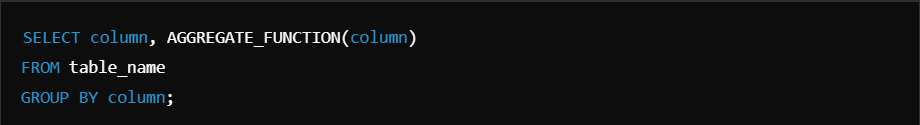 SELECT column, AGGREGATE_FUNCTION(column)
FROM table_name
GROUP BY column;